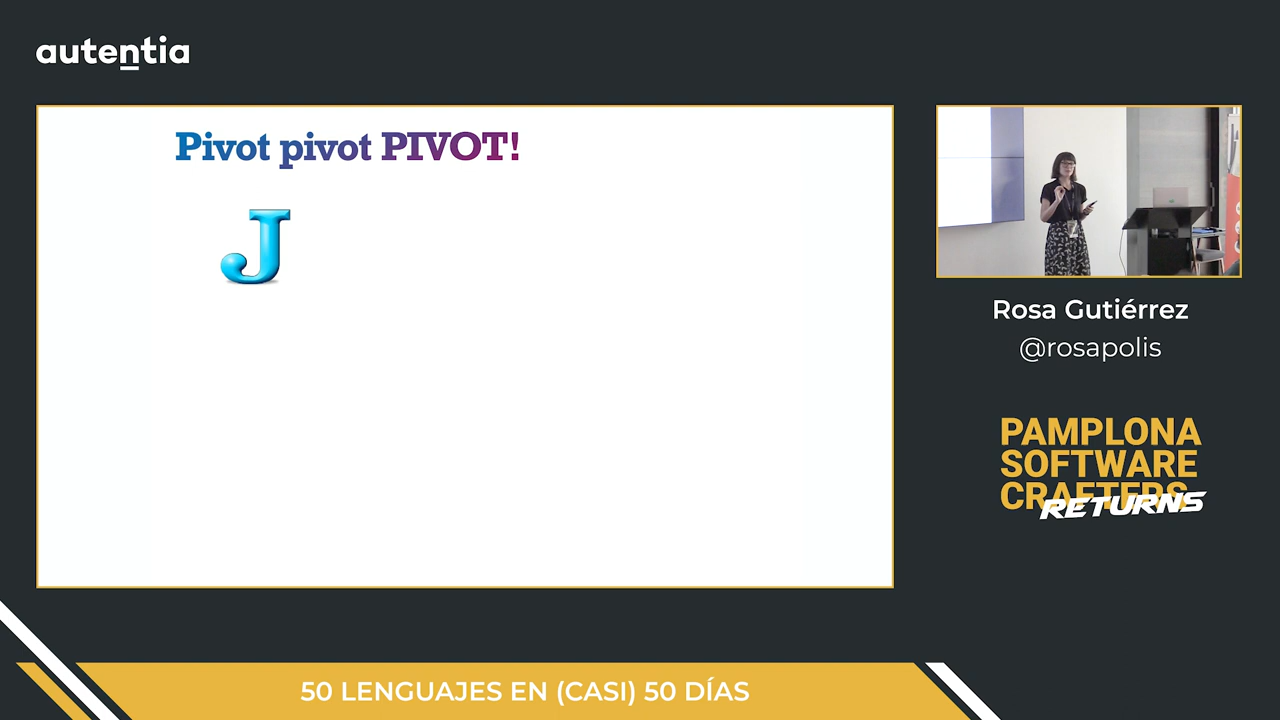 autentia
Pivot pivot PIVOT!
J
Rosa Gutiérrez
@rosapolis
PAMPLONA
SOFTWARE
CRAFTERS
RETURNS
50 LENGUAJES EN (CASI) 50 DÍAS